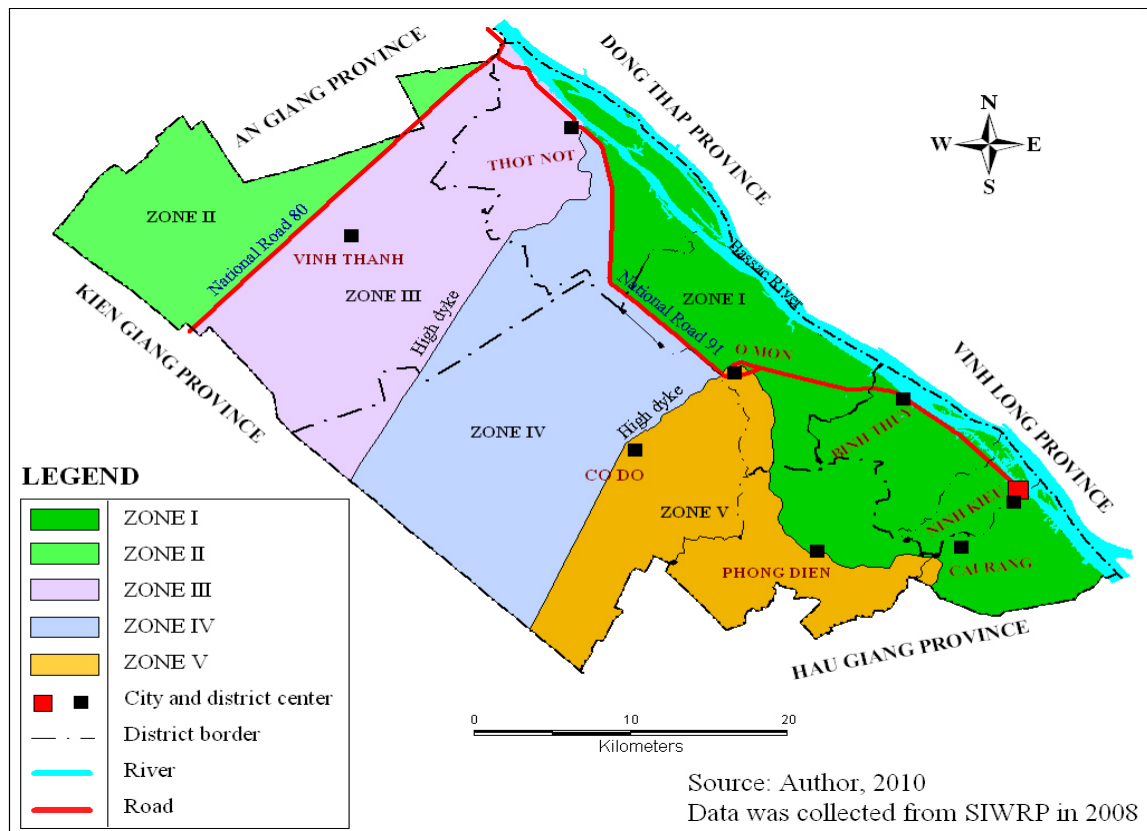 AN GIANG PROVINCE
DONG THAP PROVINCE
N
W E
S
THOT NOT
ZONE II
National Road 80
VINH THANH
ZONE III
KIEN GIANG PROVINCE
High dyke
Bassac River
ZONE I
National Road 91
O MON
VINH LONG PROVINCE
High dyke
ZONE IV
BINH THUY
CO DO
ZONE V
NINH KIEU
PHONG DIEN
CAI RANG
HAU GIANG PROVINCE
LEGEND
ZONE I
ZONE II
ZONE III
ZONE IV
ZONE V
City and district center
District border
River
Road
0 10 20
Kilometers
Source: Author, 2010
Data was collected from SIWRP in 2008